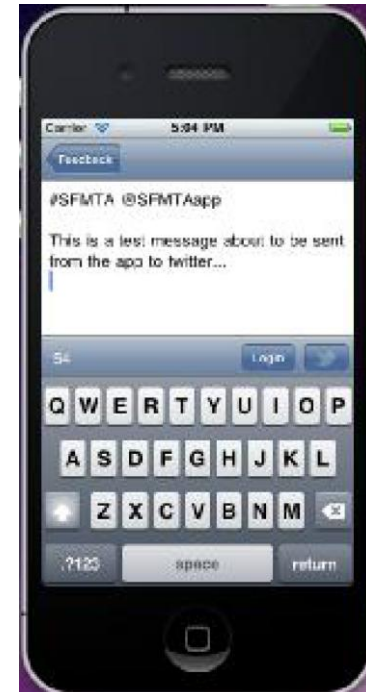 Carrier 5:04 PM
Feedback
#SFMTA @SFMTAapp
This is a test message about to be sent
from the app to twitter...
54
Login
Q W E R T Y U I O P
A S D F G H J K L
Z X C V B N M
.?123 space return